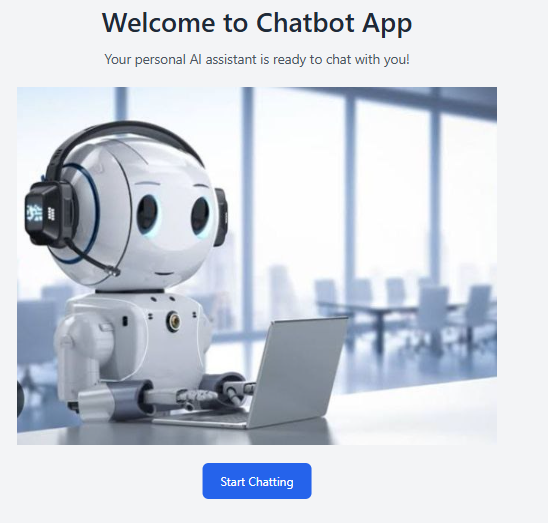 Welcome to Chatbot App
Your personal AI assistant is ready to chat with you!
Start Chatting